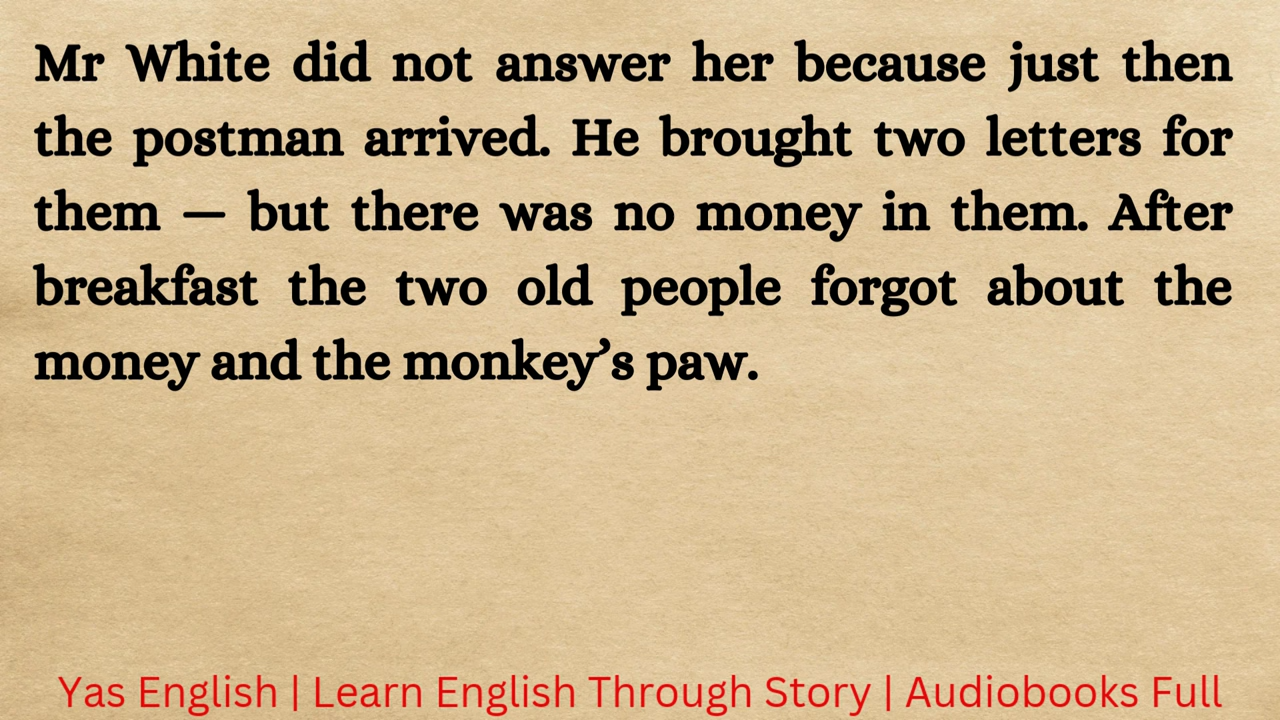 Mr White did not answer her because just then
the postman arrived. He brought two letters for
them — but there was no money in them. After
breakfast the two old people forgot about the
money and the monkey’s paw.
Yas English | Learn English Through Story | Audiobooks Full